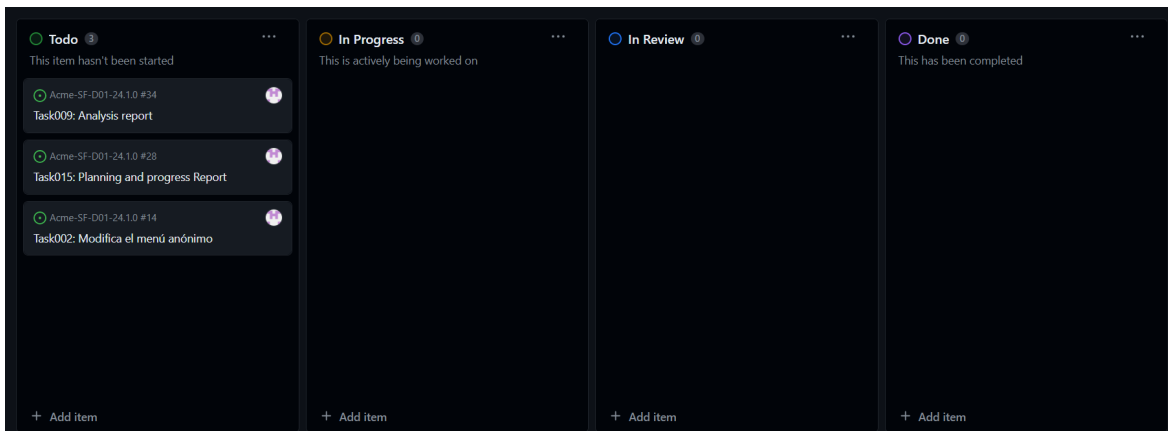 Todo 3
This item hasn't been started
Acme-SF-D01-24.1.0 #34
Task009: Analysis report
Acme-SF-D01-24.1.0 #28
Task015: Planning and progress Report
Acme-SF-D01-24.1.0 #14
Task002: Modifica el menú anónimo
+ Add item
In Progress 0
This is actively being worked on
+ Add item
In Review 0
+ Add item
Done 0
This has been completed
+ Add item